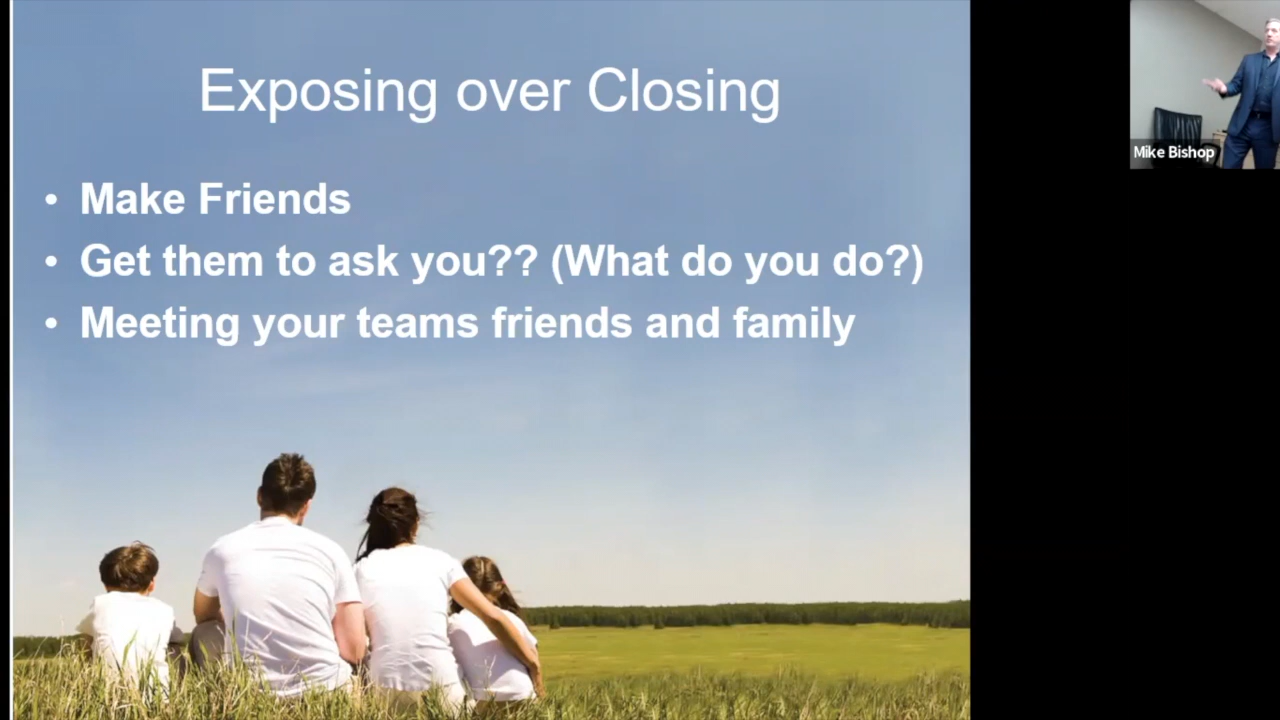 Exposing over Closing
• Make Friends
• Get them to ask you?? (What do you do?)
• Meeting your teams friends and family
Mike Bishop